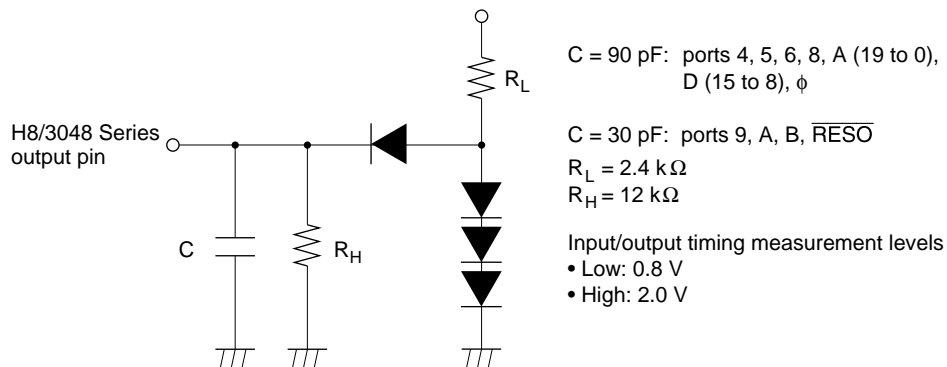 R_L
H8/3048 Series
output pin
C
R_H
C = 90 pF: ports 4, 5, 6, 8, A (19 to 0),
D (15 to 8), ϕ
C = 30 pF: ports 9, A, B, R̅E̅S̅O̅
R_L = 2.4 kΩ
R_H = 12 kΩ
Input/output timing measurement levels
• Low: 0.8 V
• High: 2.0 V